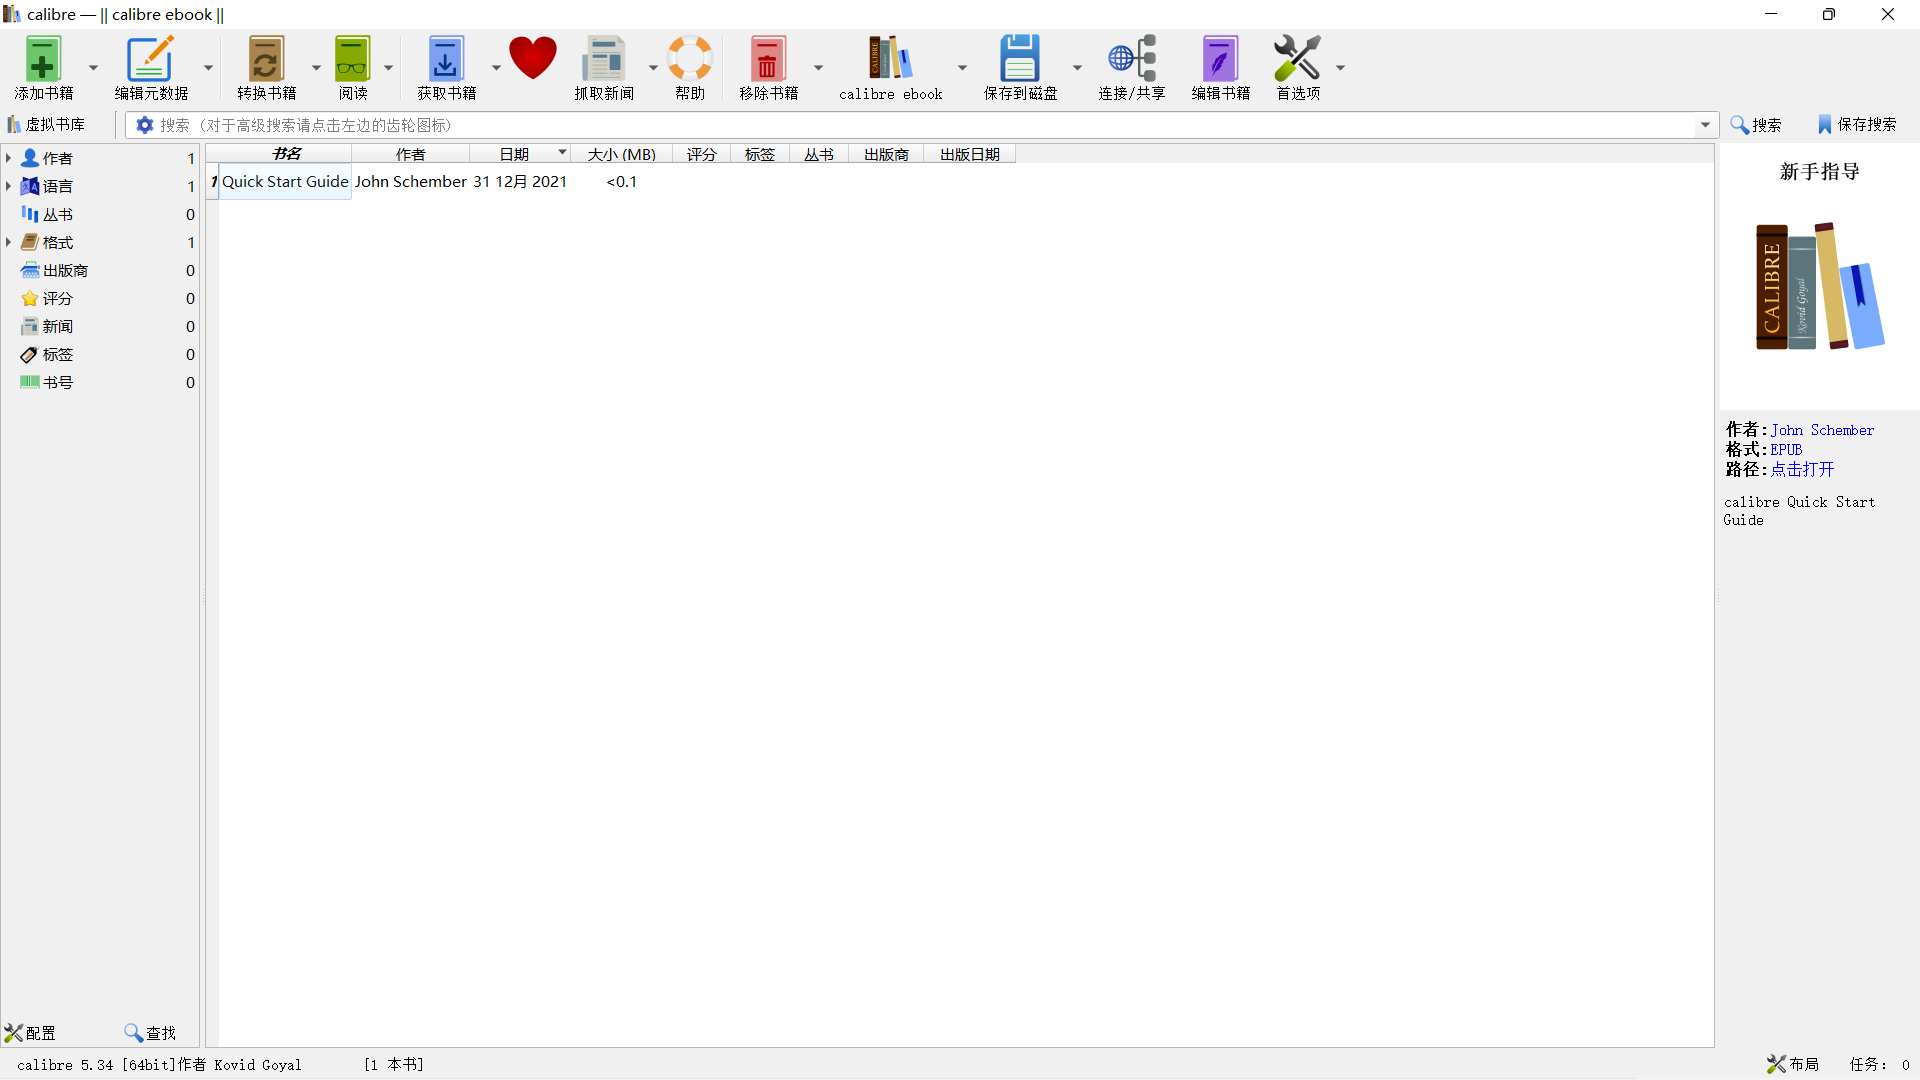 calibre — || calibre ebook ||
添加书籍 编辑元数据 转换书籍 阅读 获取书籍 抓取新闻 帮助 移除书籍 calibre ebook 保存到磁盘 连接/共享 编辑书籍 首选项
虚拟书库 搜索 (对于高级搜索请点击左边的齿轮图标) 搜索 保存搜索
作者 1
语言 1
丛书 0
格式 1
出版商 0
评分 0
新闻 0
标签 0
书号 0
书名 作者 日期 大小 (MB) 评分 标签 丛书 出版商 出版日期
1 Quick Start Guide John Schember 31 12月 2021 <0.1
新手指导
CALIBRE
Kovid Goyal
作者:John Schember
格式:EPUB
路径:点击打开
calibre Quick Start
Guide
配置 查找
calibre 5.34 [64bit]作者 Kovid Goyal [1 本书] 布局 任务: 0